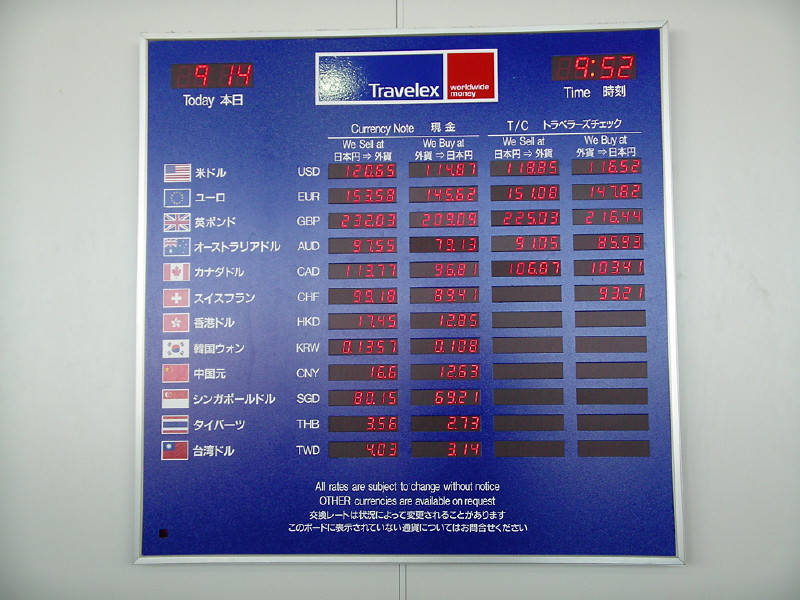 9 14
Today 本日
Travelex worldwide money
9:52
Time 時刻
Currency Note 現金 T/C トラベラーズチェック
We Sell at We Buy at We Sell at We Buy at
日本円⇒外貨 外貨⇒日本円 日本円⇒外貨 外貨⇒日本円
米ドル USD 120.65 114.87 118.85 116.52
ユーロ EUR 153.58 145.62 151.08 147.82
英ポンド GBP 232.03 209.09 225.03 216.44
オーストラリアドル AUD 97.55 79.13 91.75 85.93
カナダドル CAD 113.77 96.81 106.87 103.41
スイスフラン CHF 99.18 89.41 93.21
香港ドル HKD 17.45 12.85
韓国ウォン KRW 0.1357 0.108
中国元 CNY 16.6 12.63
シンガポールドル SGD 80.15 69.21
タイバーツ THB 3.56 2.73
台湾ドル TWD 4.03 3.14
All rates are subject to change without notice
OTHER currencies are available on request
交換レートは状況によって変更されることがあります
このボードに表示されていない通貨についてはお問合せください